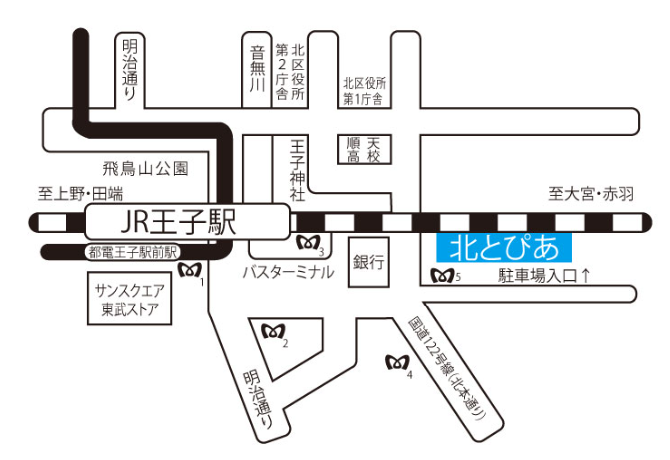 明治通り
音無川
北区役所
第2庁舎
北区役所
第1庁舎
王子神社
順天
高校
飛鳥山公園
至上野・田端
至大宮・赤羽
JR王子駅
都電王子駅前駅
北とぴあ
3
バスターミナル
銀行
5
駐車場入口↑
1
サンスクエア
東武ストア
2
国道122号線(北本通り)
4
明治通り